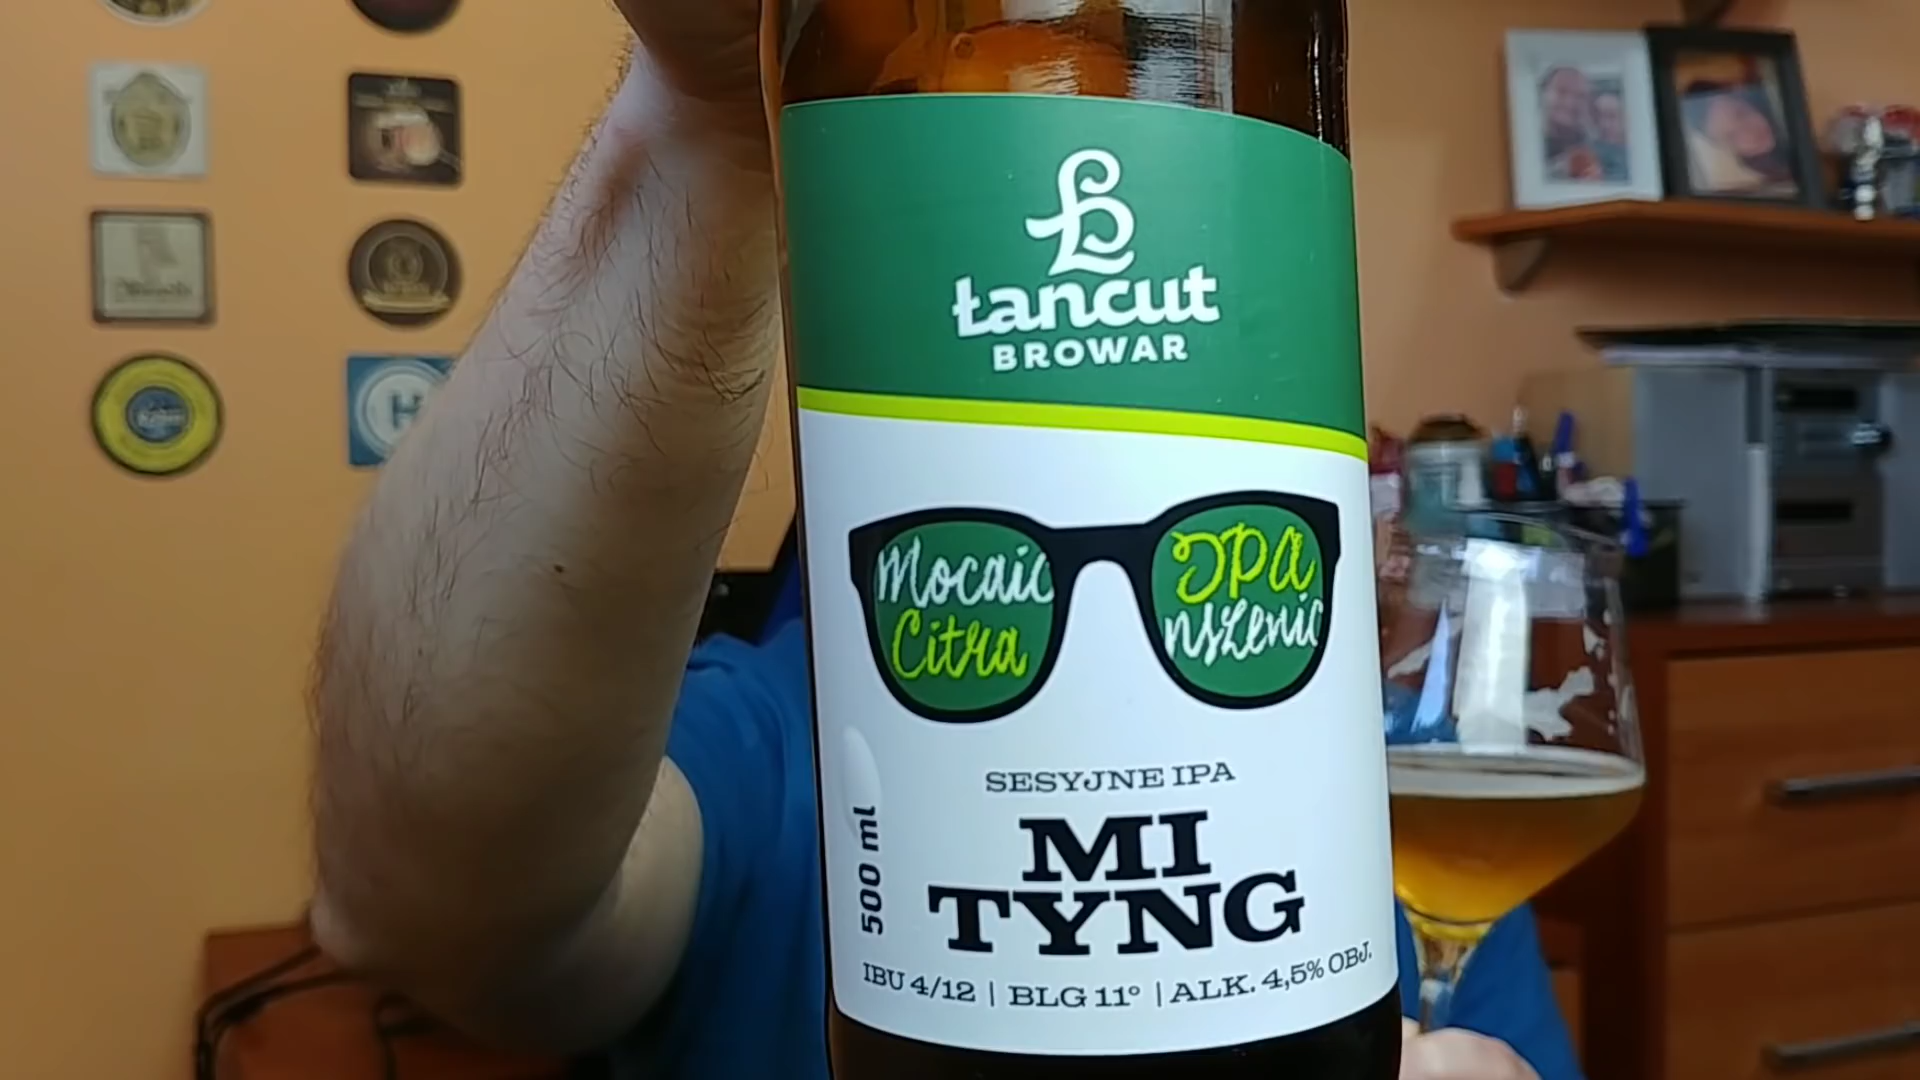 Łańcut
BROWAR
Mocaic
Citra
IPA
nszenic
SESYJNE IPA
MI
TYNG
500 ml
IBU 4/12 | BLG 11° | ALK. 4,5% OBJ.
H